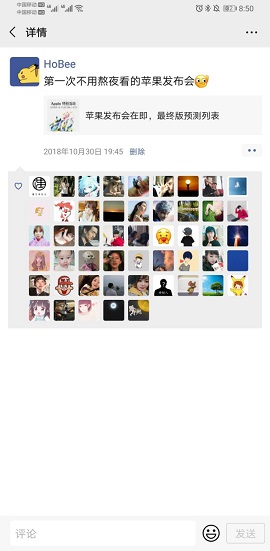 中国移动
中国移动
8:50
详情
HoBee
第一次不用熬夜看的苹果发布会
Apple 特别活动
苹果发布会在即，最终版预测列表
2018年10月30日 19:45 删除
评论
发送